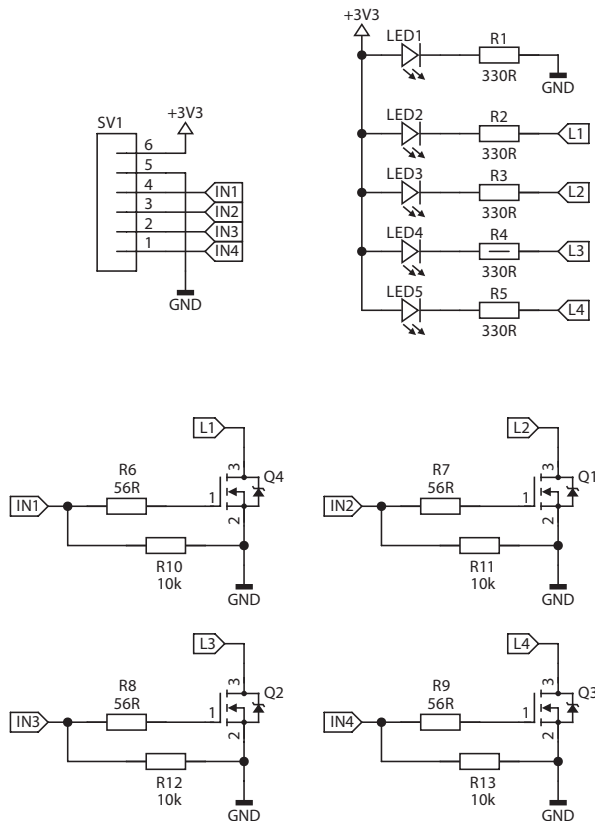 +3V3
SV1
6
5
4
3
2
1
IN1
IN2
IN3
IN4
GND
+3V3
LED1
R1
330R
GND
LED2
R2
330R
L1
LED3
R3
330R
L2
LED4
R4
330R
L3
LED5
R5
330R
L4
L1
R6
56R
IN1
1
3
2
Q4
R10
10k
GND
L2
R7
56R
IN2
1
3
2
Q1
R11
10k
GND
L3
R8
56R
IN3
1
3
2
Q2
R12
10k
GND
L4
R9
56R
IN4
1
3
2
Q3
R13
10k
GND